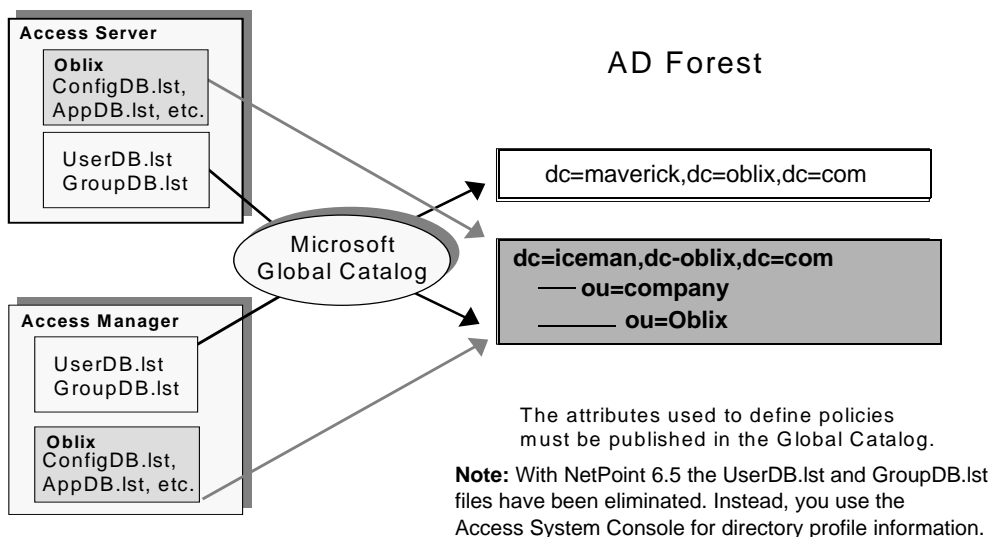 Access Server
Oblix
ConfigDB.lst,
AppDB.lst, etc.
UserDB.lst
GroupDB.lst
AD Forest
dc=maverick,dc=oblix,dc=com
Microsoft
Global Catalog
dc=iceman,dc-oblix,dc=com
ou=company
ou=Oblix
Access Manager
UserDB.lst
GroupDB.lst
Oblix
ConfigDB.lst,
AppDB.lst, etc.
The attributes used to define policies
must be published in the Global Catalog.
Note: With NetPoint 6.5 the UserDB.lst and GroupDB.lst
files have been eliminated. Instead, you use the
Access System Console for directory profile information.